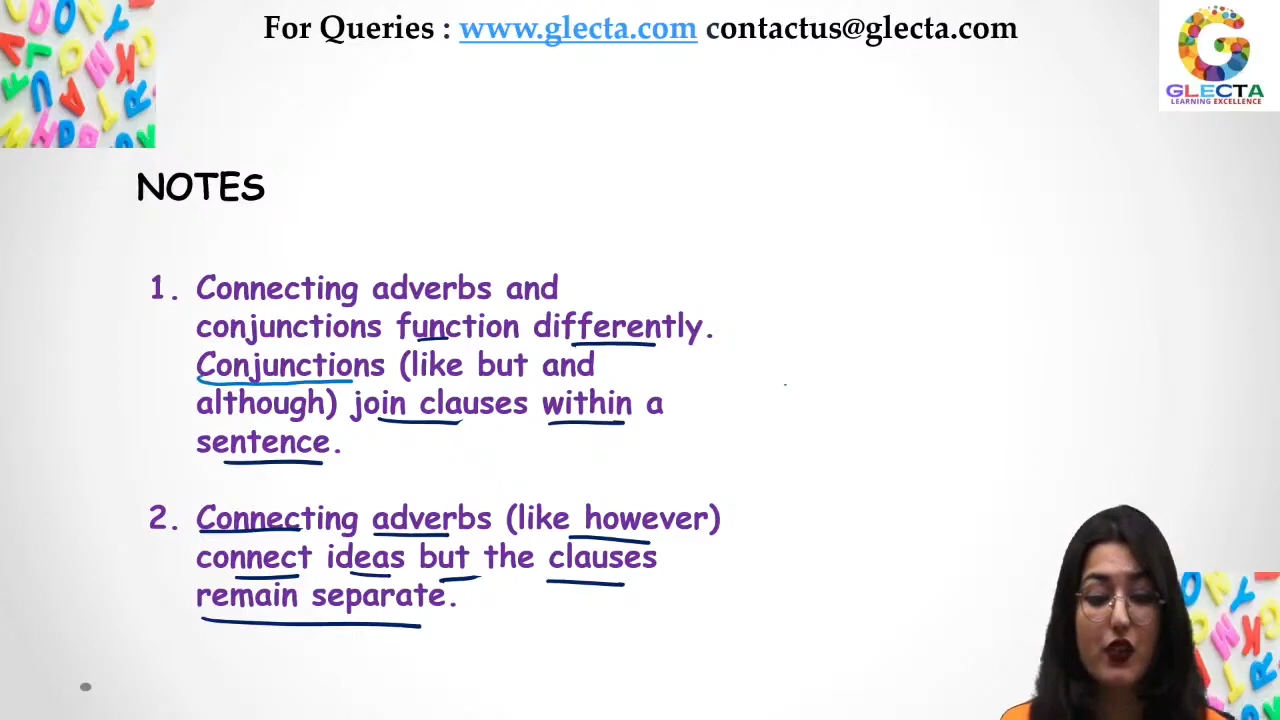 For Queries : www.glecta.com contactus@glecta.com
GLECTA
LEARNING EXCELLENCE
NOTES
1. Connecting adverbs and
conjunctions function differently.
Conjunctions (like but and
although) join clauses within a
sentence.
2. Connecting adverbs (like however)
connect ideas but the clauses
remain separate.